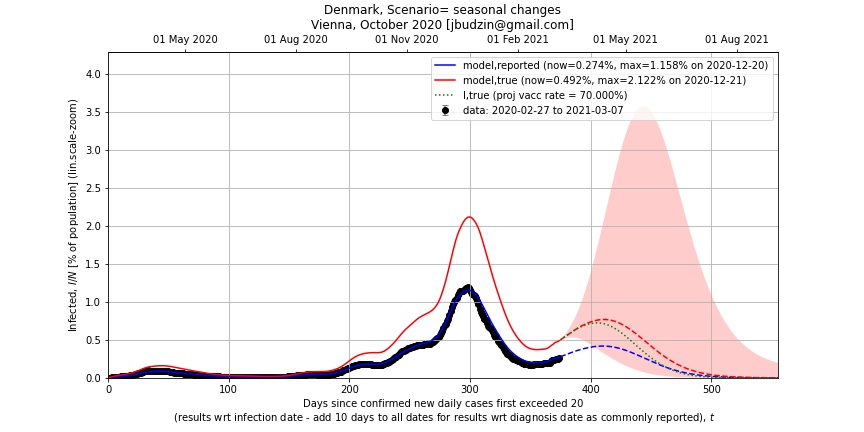 Denmark, Scenario= seasonal changes
Vienna, October 2020 [jbudzin@gmail.com]
01 May 2020 01 Aug 2020 01 Nov 2020 01 Feb 2021 01 May 2021 01 Aug 2021
model,reported (now=0.274%, max=1.158% on 2020-12-20)
model,true (now=0.492%, max=2.122% on 2020-12-21)
I,true (proj vacc rate = 70.000%)
data: 2020-02-27 to 2021-03-07
Infected, I/N [% of population] (lin.scale-zoom)
4.0
3.5
3.0
2.5
2.0
1.5
1.0
0.5
0.0
0 100 200 300 400 500
Days since confirmed new daily cases first exceeded 20
(results wrt infection date - add 10 days to all dates for results wrt diagnosis date as commonly reported), t